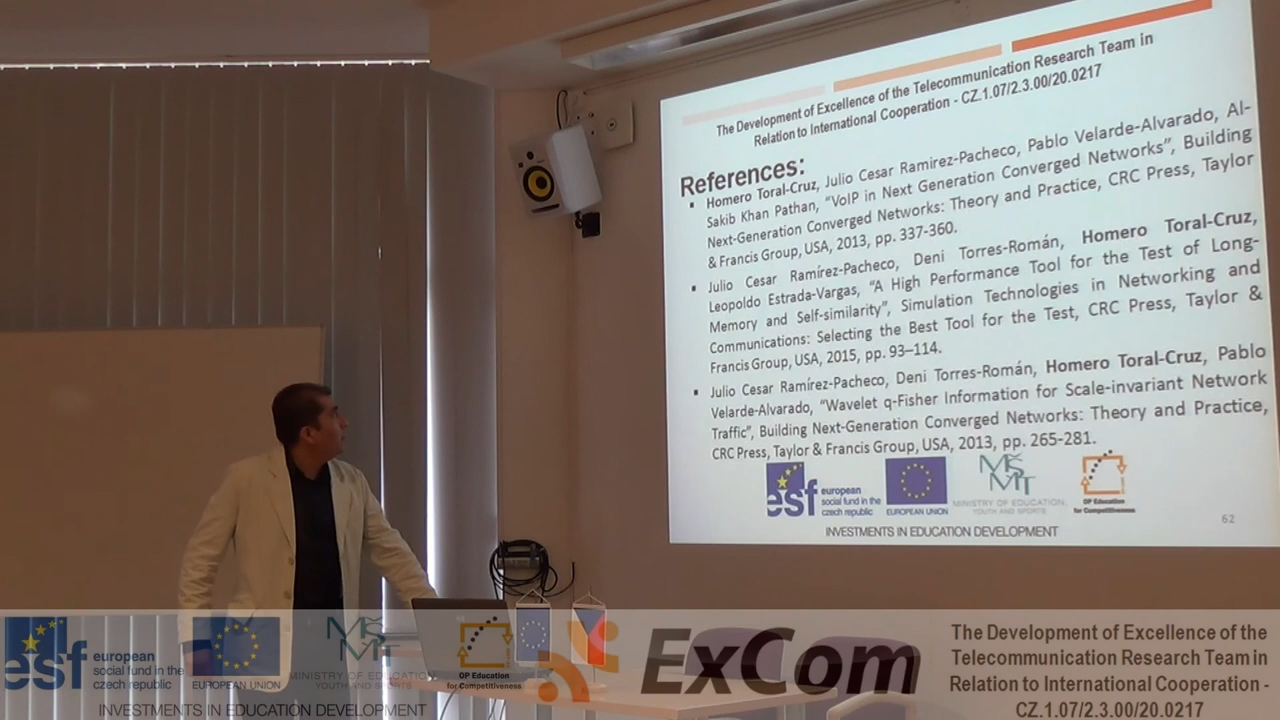 The Development of Excellence of the Telecommunication Research Team in
Relation to International Cooperation - CZ.1.07/2.3.00/20.0217
References:
▪ Homero Toral-Cruz, Julio Cesar Ramirez-Pacheco, Pablo Velarde-Alvarado, Al-
Sakib Khan Pathan, “VoIP in Next Generation Converged Networks”, Building
Next-Generation Converged Networks: Theory and Practice, CRC Press, Taylor
& Francis Group, USA, 2013, pp. 337-360.
▪ Julio Cesar Ramírez-Pacheco, Deni Torres-Román, Homero Toral-Cruz,
Leopoldo Estrada-Vargas, “A High Performance Tool for the Test of Long-
Memory and Self-similarity”, Simulation Technologies in Networking and
Communications: Selecting the Best Tool for the Test, CRC Press, Taylor &
Francis Group, USA, 2015, pp. 93–114.
▪ Julio Cesar Ramírez-Pacheco, Deni Torres-Román, Homero Toral-Cruz, Pablo
Velarde-Alvarado, “Wavelet q-Fisher Information for Scale-invariant Network
Traffic”, Building Next-Generation Converged Networks: Theory and Practice,
CRC Press, Taylor & Francis Group, USA, 2013, pp. 265-281.
esf european
social fund in the
czech republic
EUROPEAN UNION
MŠMT
MINISTRY OF EDUCATION,
YOUTH AND SPORTS
OP Education
for Competitiveness
INVESTMENTS IN EDUCATION DEVELOPMENT
62
esf european
social fund in the
czech republic
EUROPEAN UNION
MŠMT
MINISTRY OF EDUCATIO
YOUTH AND SPORTS
OP Education
for Competitiveness
INVESTMENTS IN EDUCATION DEVELOPMENT
ExCom
The Development of Excellence of the
Telecommunication Research Team in
Relation to International Cooperation -
CZ.1.07/2.3.00/20.0217